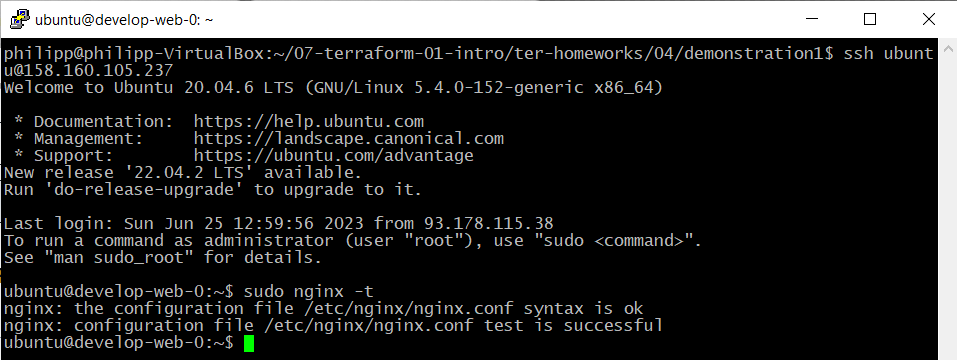 ubuntu@develop-web-0: ~
philipp@philipp-VirtualBox:~/07-terraform-01-intro/ter-homeworks/04/demonstration1$ ssh ubunt
u@158.160.105.237
Welcome to Ubuntu 20.04.6 LTS (GNU/Linux 5.4.0-152-generic x86_64)
* Documentation:  https://help.ubuntu.com
* Management:     https://landscape.canonical.com
* Support:        https://ubuntu.com/advantage
New release '22.04.2 LTS' available.
Run 'do-release-upgrade' to upgrade to it.
Last login: Sun Jun 25 12:59:56 2023 from 93.178.115.38
To run a command as administrator (user "root"), use "sudo <command>".
See "man sudo_root" for details.
ubuntu@develop-web-0:~$ sudo nginx -t
nginx: the configuration file /etc/nginx/nginx.conf syntax is ok
nginx: configuration file /etc/nginx/nginx.conf test is successful
ubuntu@develop-web-0:~$